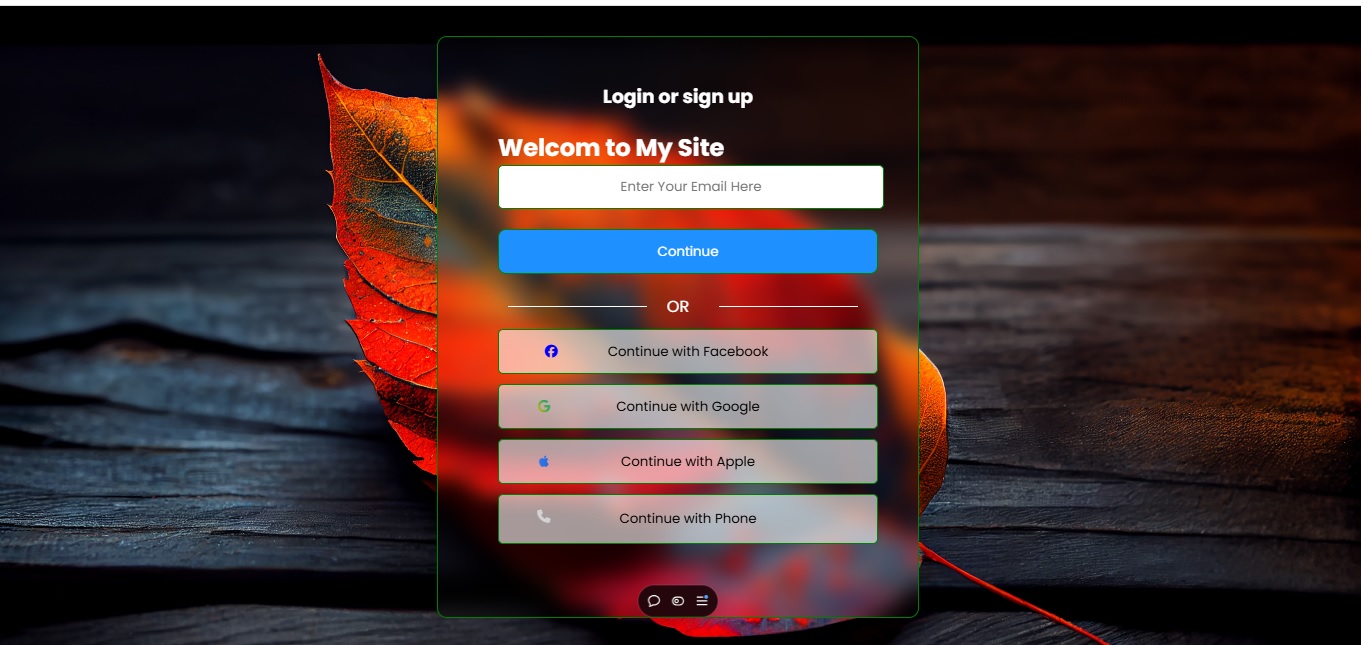 Login or sign up
Welcom to My Site
Enter Your Email Here
Continue
OR
Continue with Facebook
Continue with Google
Continue with Apple
Continue with Phone